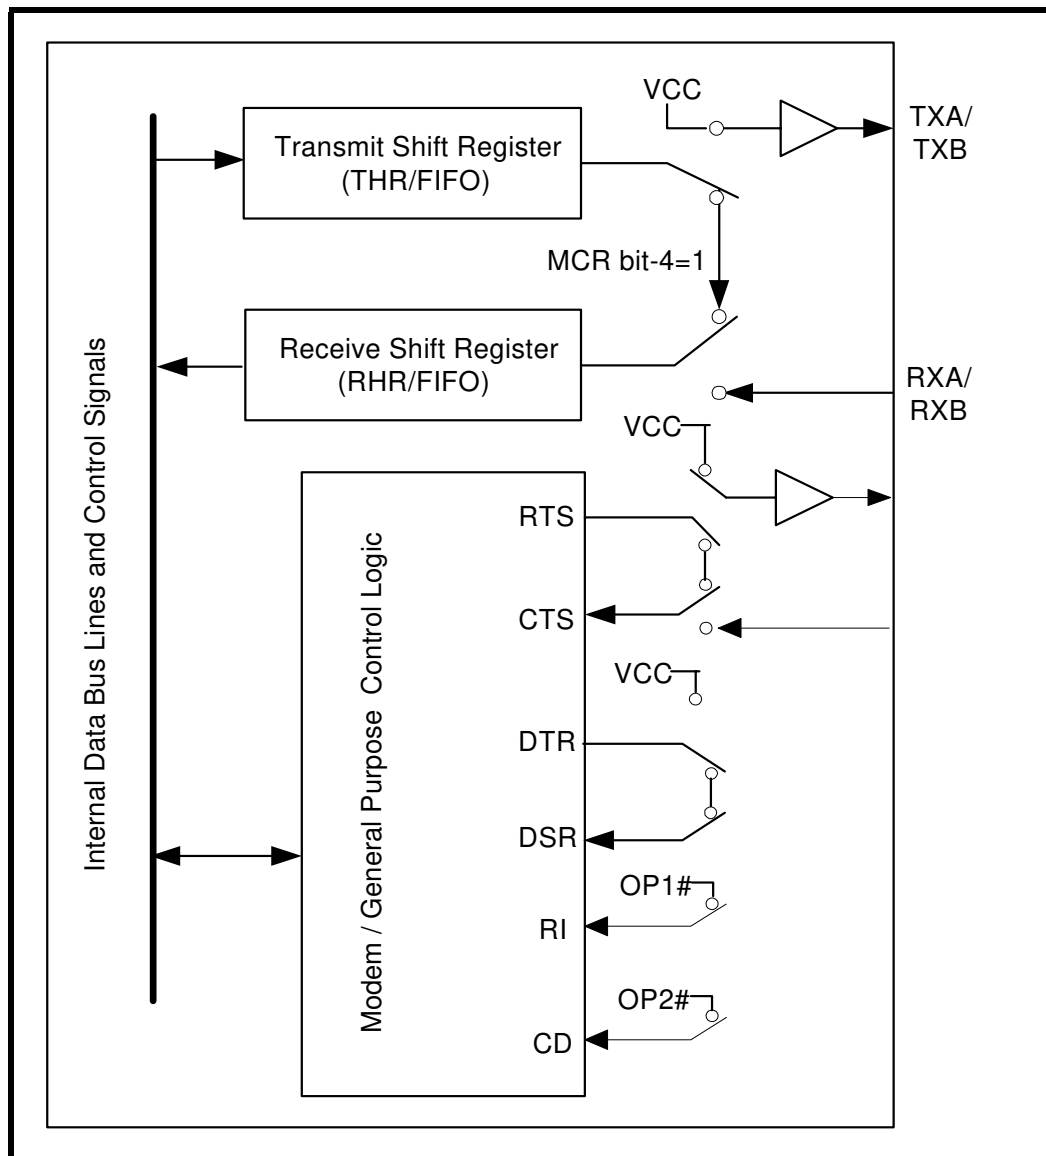 VCC
TXA/
TXB
Transmit Shift Register
(THR/FIFO)
MCR bit-4=1
Receive Shift Register
(RHR/FIFO)
RXA/
RXB
VCC
Internal Data Bus Lines and Control Signals
Modem / General Purpose Control Logic
RTS
CTS
VCC
DTR
DSR
OP1#
RI
OP2#
CD